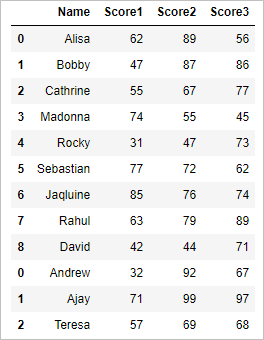 Name Score1 Score2 Score3
0 Alisa 62 89 56
1 Bobby 47 87 86
2 Cathrine 55 67 77
3 Madonna 74 55 45
4 Rocky 31 47 73
5 Sebastian 77 72 62
6 Jaqluine 85 76 74
7 Rahul 63 79 89
8 David 42 44 71
0 Andrew 32 92 67
1 Ajay 71 99 97
2 Teresa 57 69 68